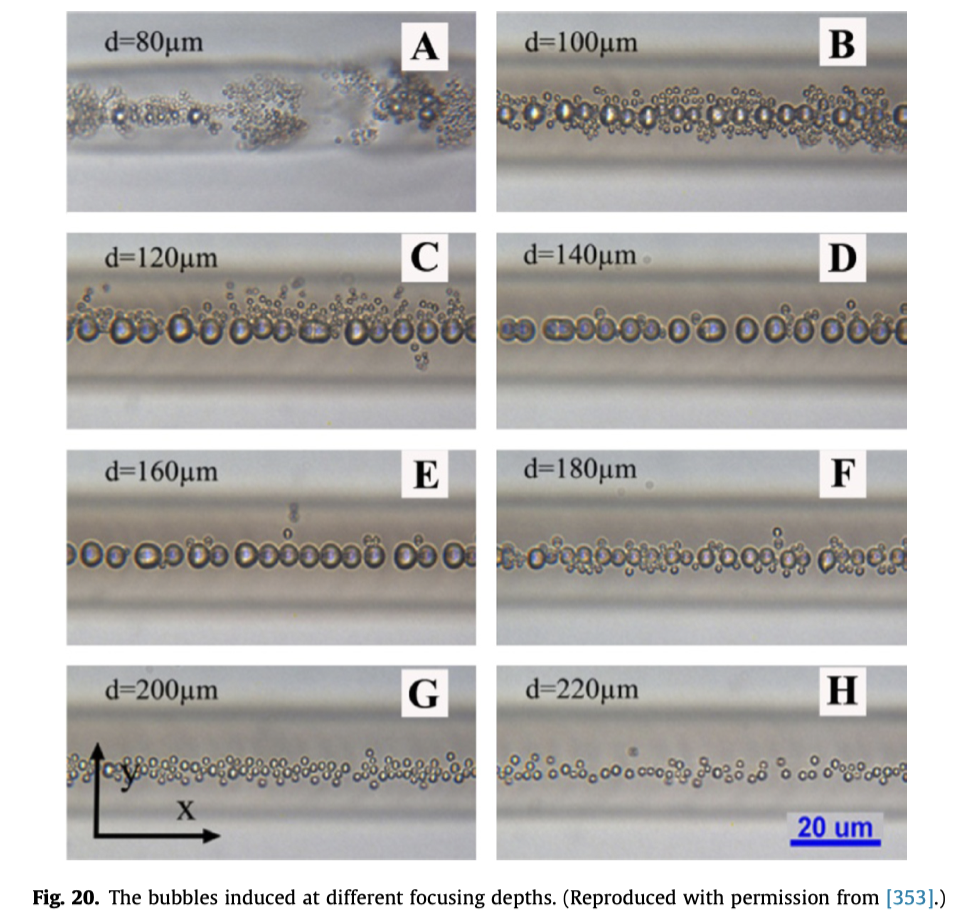 d=80μm
A
d=100μm
B
d=120μm
C
d=140μm
D
d=160μm
E
d=180μm
F
d=200μm
G
y
x
d=220μm
H
20 um
Fig. 20. The bubbles induced at different focusing depths. (Reproduced with permission from [353].)